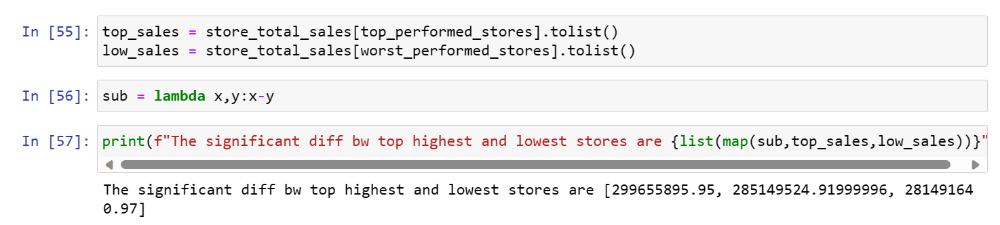 In [55]: top_sales = store_total_sales[top_performed_stores].tolist()
low_sales = store_total_sales[worst_performed_stores].tolist()
In [56]: sub = lambda x,y:x-y
In [57]: print(f"The significant diff bw top highest and lowest stores are {list(map(sub,top_sales,low_sales))}"
The significant diff bw top highest and lowest stores are [299655895.95, 285149524.91999996, 28149164
0.97]